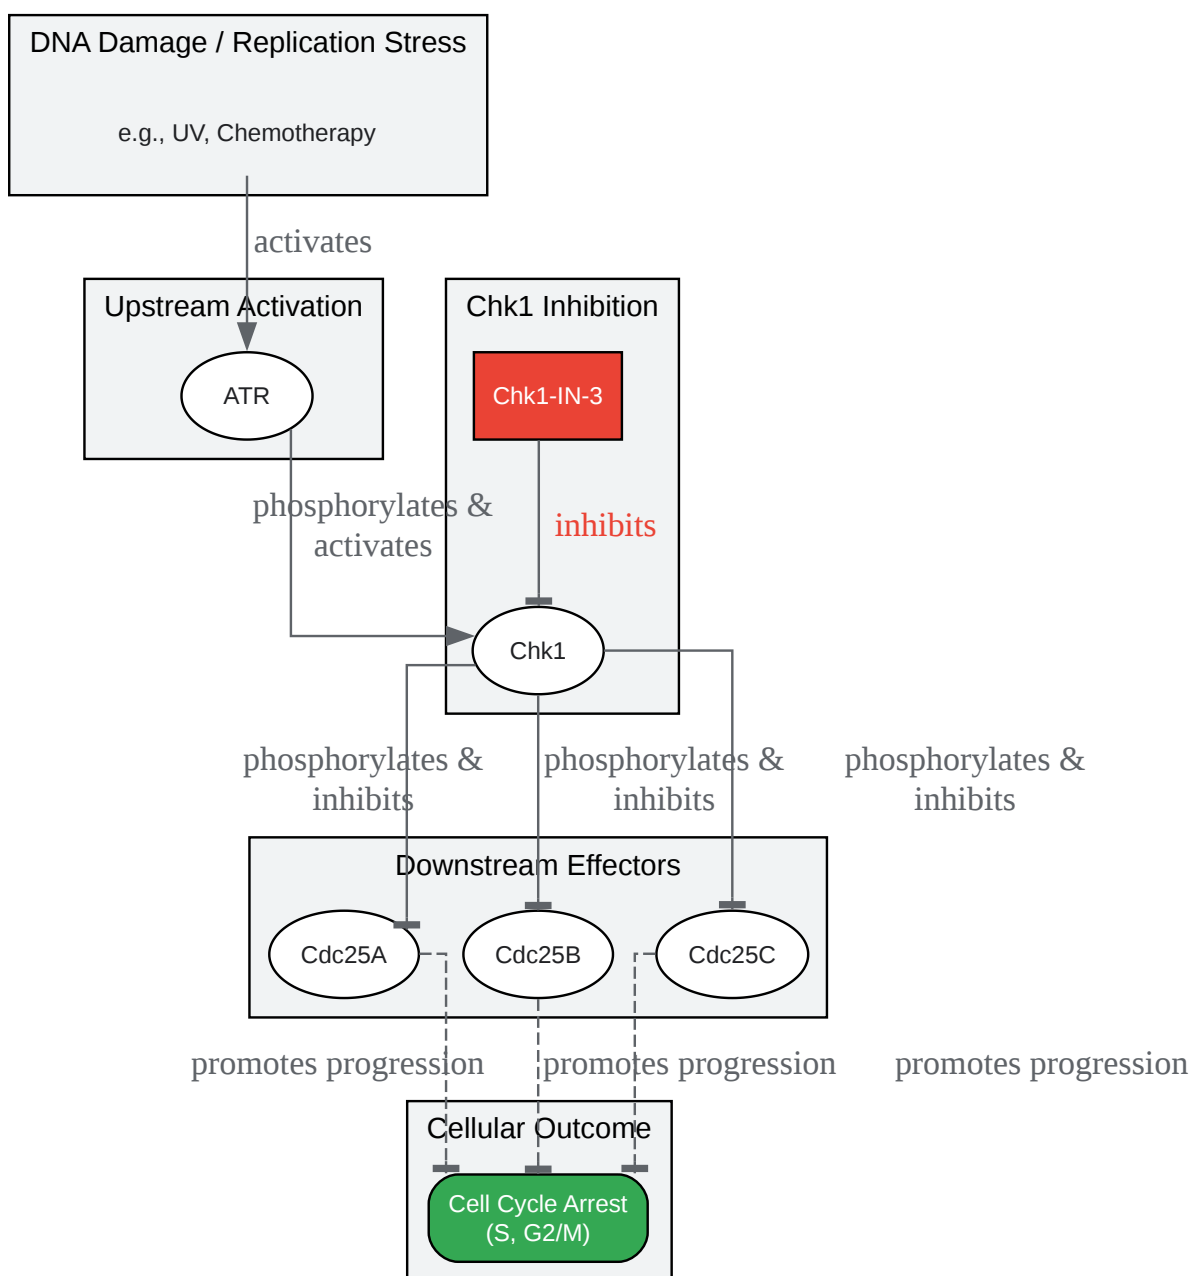 DNA Damage / Replication Stress
e.g., UV, Chemotherapy
activates
Upstream Activation
Chk1 Inhibition
ATR
Chk1-IN-3
phosphorylates &
activates
inhibits
Chk1
phosphorylates &
inhibits
phosphorylates &
inhibits
phosphorylates &
inhibits
Downstream Effectors
Cdc25A
Cdc25B
Cdc25C
promotes progression
promotes progression
promotes progression
Cellular Outcome
Cell Cycle Arrest
(S, G2/M)